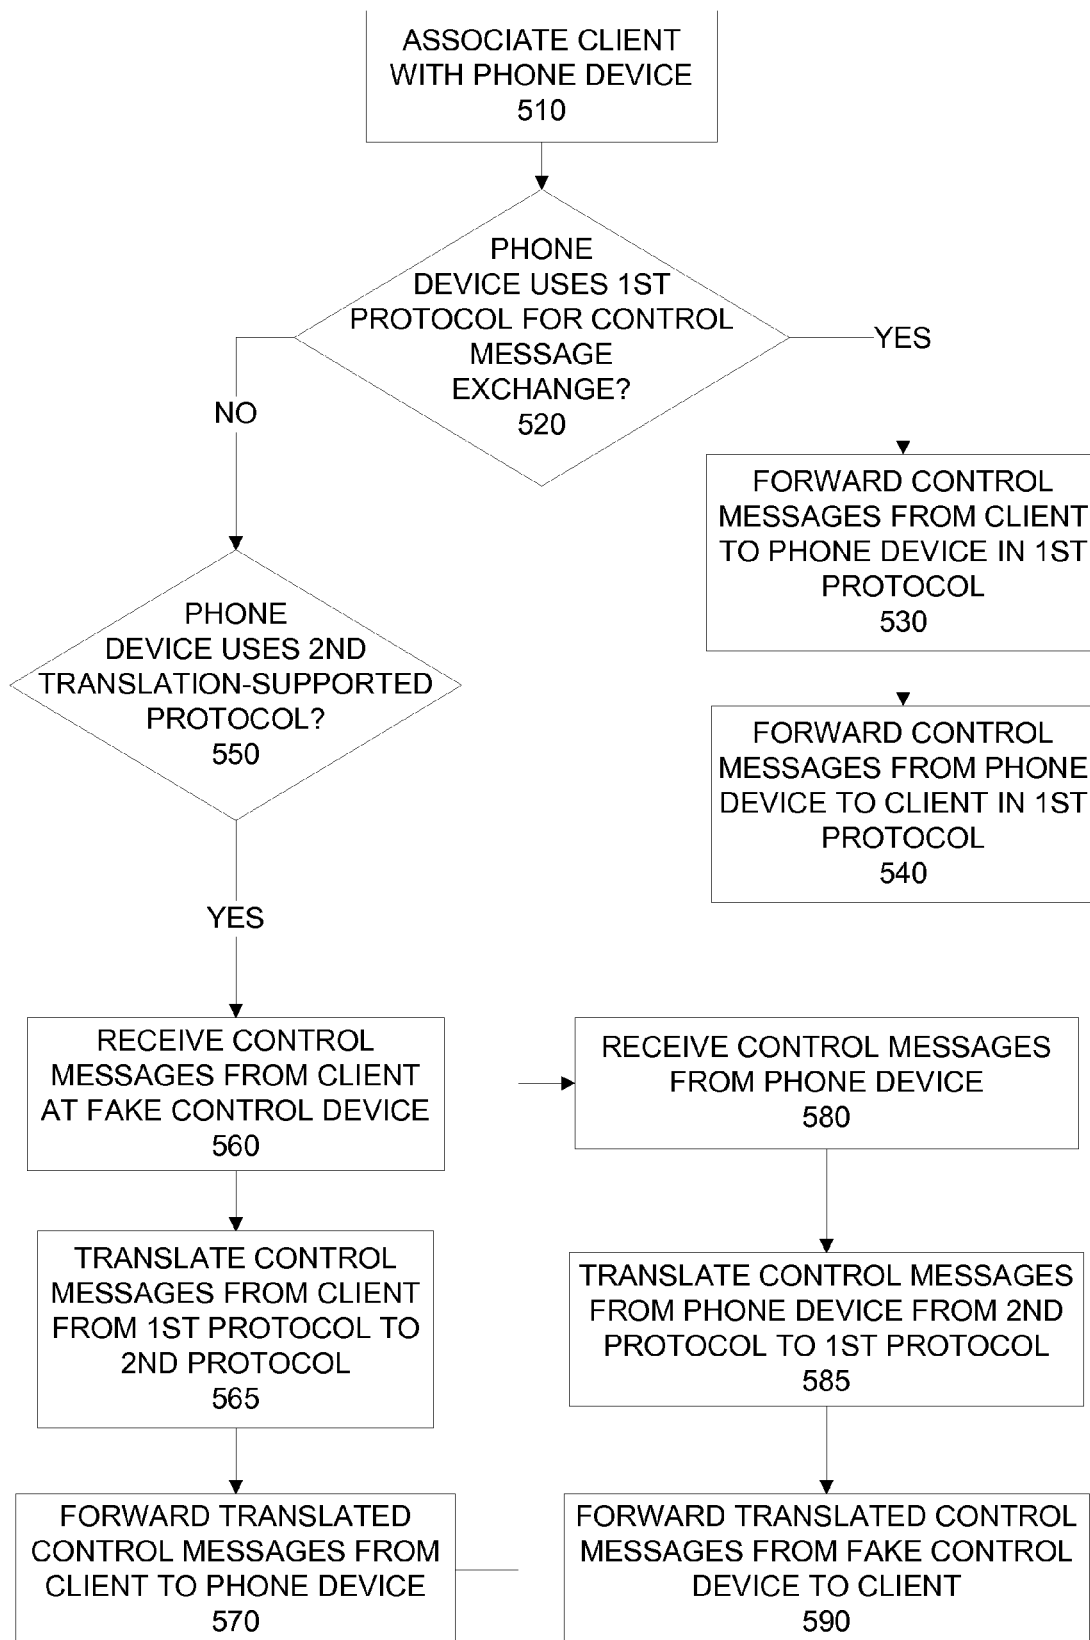 ASSOCIATE CLIENT
WITH PHONE DEVICE
510
PHONE
DEVICE USES 1ST
PROTOCOL FOR CONTROL
MESSAGE
EXCHANGE?
520
YES
NO
FORWARD CONTROL
MESSAGES FROM CLIENT
TO PHONE DEVICE IN 1ST
PROTOCOL
530
PHONE
DEVICE USES 2ND
TRANSLATION-SUPPORTED
PROTOCOL?
550
FORWARD CONTROL
MESSAGES FROM PHONE
DEVICE TO CLIENT IN 1ST
PROTOCOL
540
YES
RECEIVE CONTROL
MESSAGES FROM CLIENT
AT FAKE CONTROL DEVICE
560
TRANSLATE CONTROL
MESSAGES FROM CLIENT
FROM 1ST PROTOCOL TO
2ND PROTOCOL
565
FORWARD TRANSLATED
CONTROL MESSAGES FROM
CLIENT TO PHONE DEVICE
570
RECEIVE CONTROL MESSAGES
FROM PHONE DEVICE
580
TRANSLATE CONTROL MESSAGES
FROM PHONE DEVICE FROM 2ND
PROTOCOL TO 1ST PROTOCOL
585
FORWARD TRANSLATED CONTROL
MESSAGES FROM FAKE CONTROL
DEVICE TO CLIENT
590